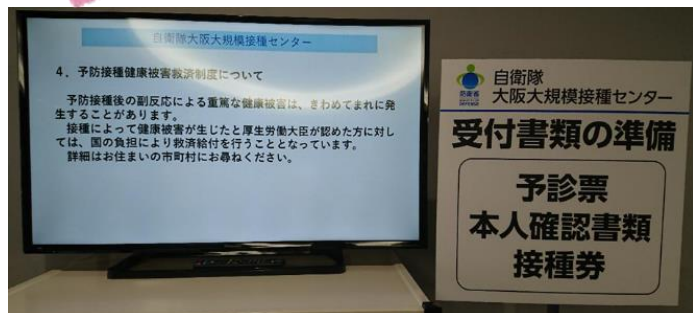 自衛隊大阪大規模接種センター
4．予防接種健康被害救済制度について
予防接種後の副反応による重篤な健康被害は、きわめてまれに発
生することがあります。
接種によって健康被害が生じたと厚生労働大臣が認めた方に対し
ては、国の負担により救済給付を行うこととなっています。
詳細はお住まいの市町村にお尋ねください。
防衛省
自衛隊
大阪大規模接種センター
受付書類の準備
予診票
本人確認書類
接種券